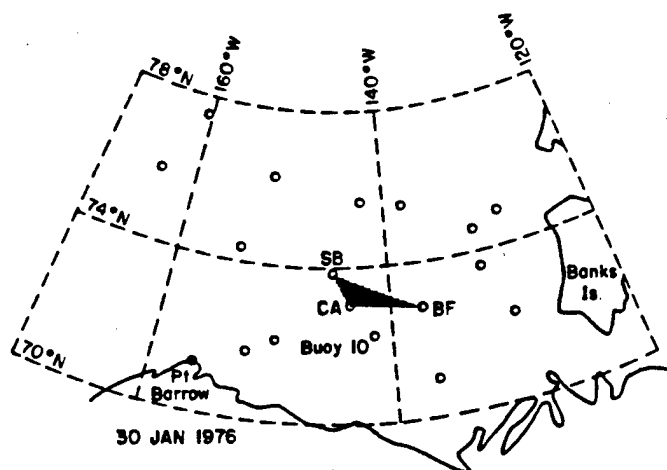 78°N
160°W
140°W
120°W
74°N
SB
Banks
Is.
CA
BF
Buoy 10
70°N
Pt
Barrow
30 JAN 1976